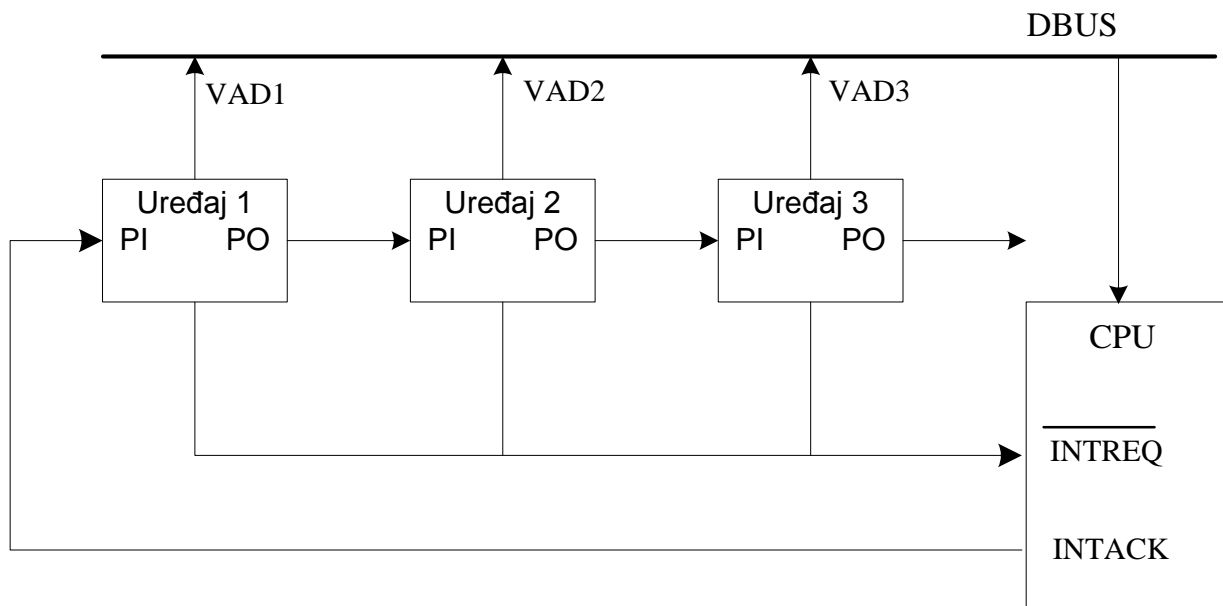 DBUS
VAD1
VAD2
VAD3
Uređaj 1
PI PO
Uređaj 2
PI PO
Uređaj 3
PI PO
CPU
INTREQ
INTACK